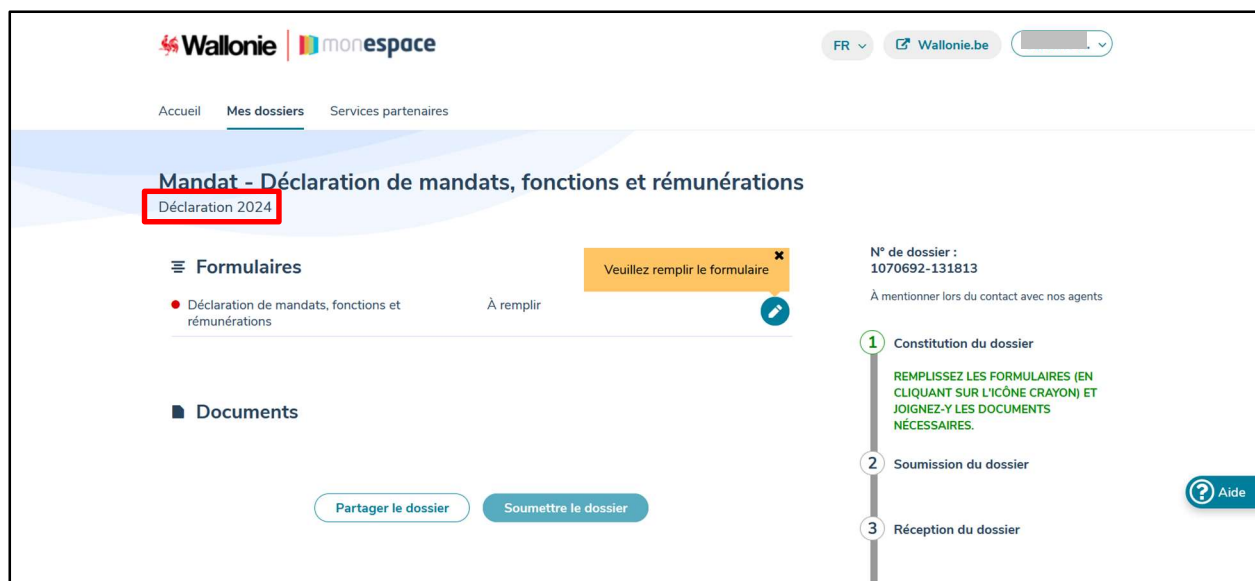 Wallonie monespace
FR
Wallonie.be
.
Accueil Mes dossiers Services partenaires
Mandat - Déclaration de mandats, fonctions et rémunérations
Déclaration 2024
Formulaires
Veuillez remplir le formulaire
Déclaration de mandats, fonctions et
rémunérations
À remplir
Documents
Partager le dossier
Soumettre le dossier
N° de dossier :
1070692-131813
À mentionner lors du contact avec nos agents
1 Constitution du dossier
REMPLISSEZ LES FORMULAIRES (EN
CLIQUANT SUR L'ICÔNE CRAYON) ET
JOIGNEZ-Y LES DOCUMENTS
NÉCESSAIRES.
2 Soumission du dossier
3 Réception du dossier
? Aide